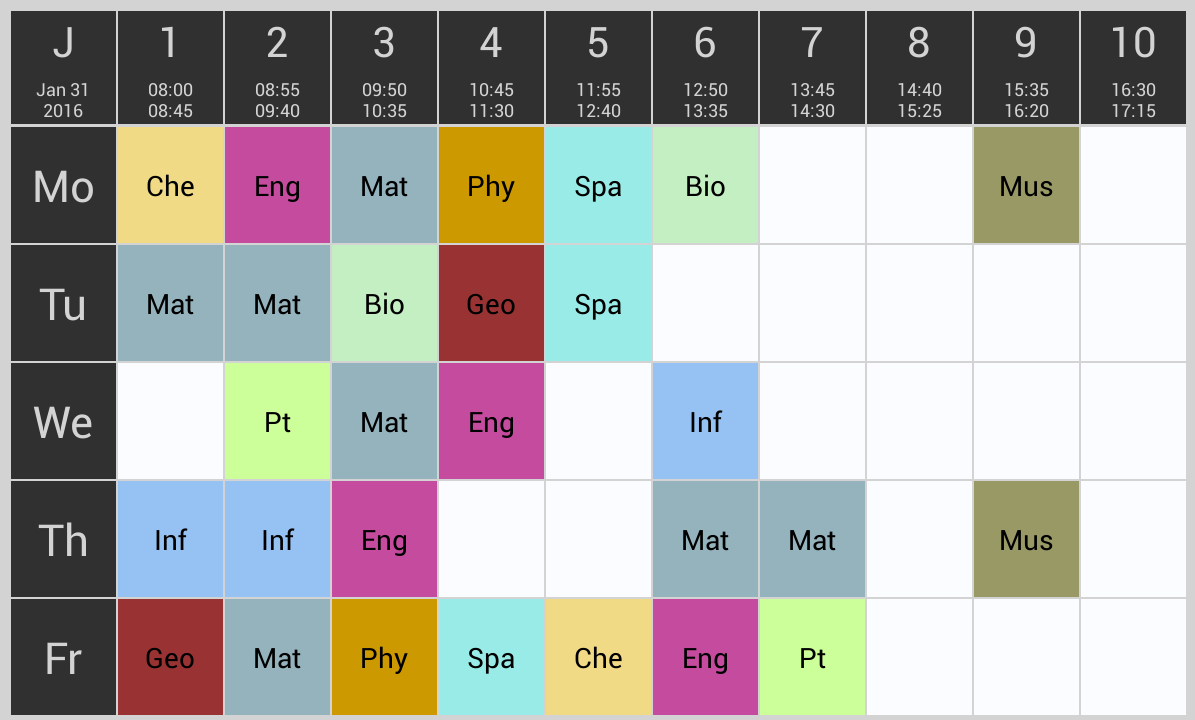 J 1 2 3 4 5 6 7 8 9 10
Jan 31 08:00 08:55 09:50 10:45 11:55 12:50 13:45 14:40 15:35 16:30
2016 08:45 09:40 10:35 11:30 12:40 13:35 14:30 15:25 16:20 17:15
Mo Che Eng Mat Phy Spa Bio Mus
Tu Mat Mat Bio Geo Spa
We Pt Mat Eng Inf
Th Inf Inf Eng Mat Mat Mus
Fr Geo Mat Phy Spa Che Eng Pt